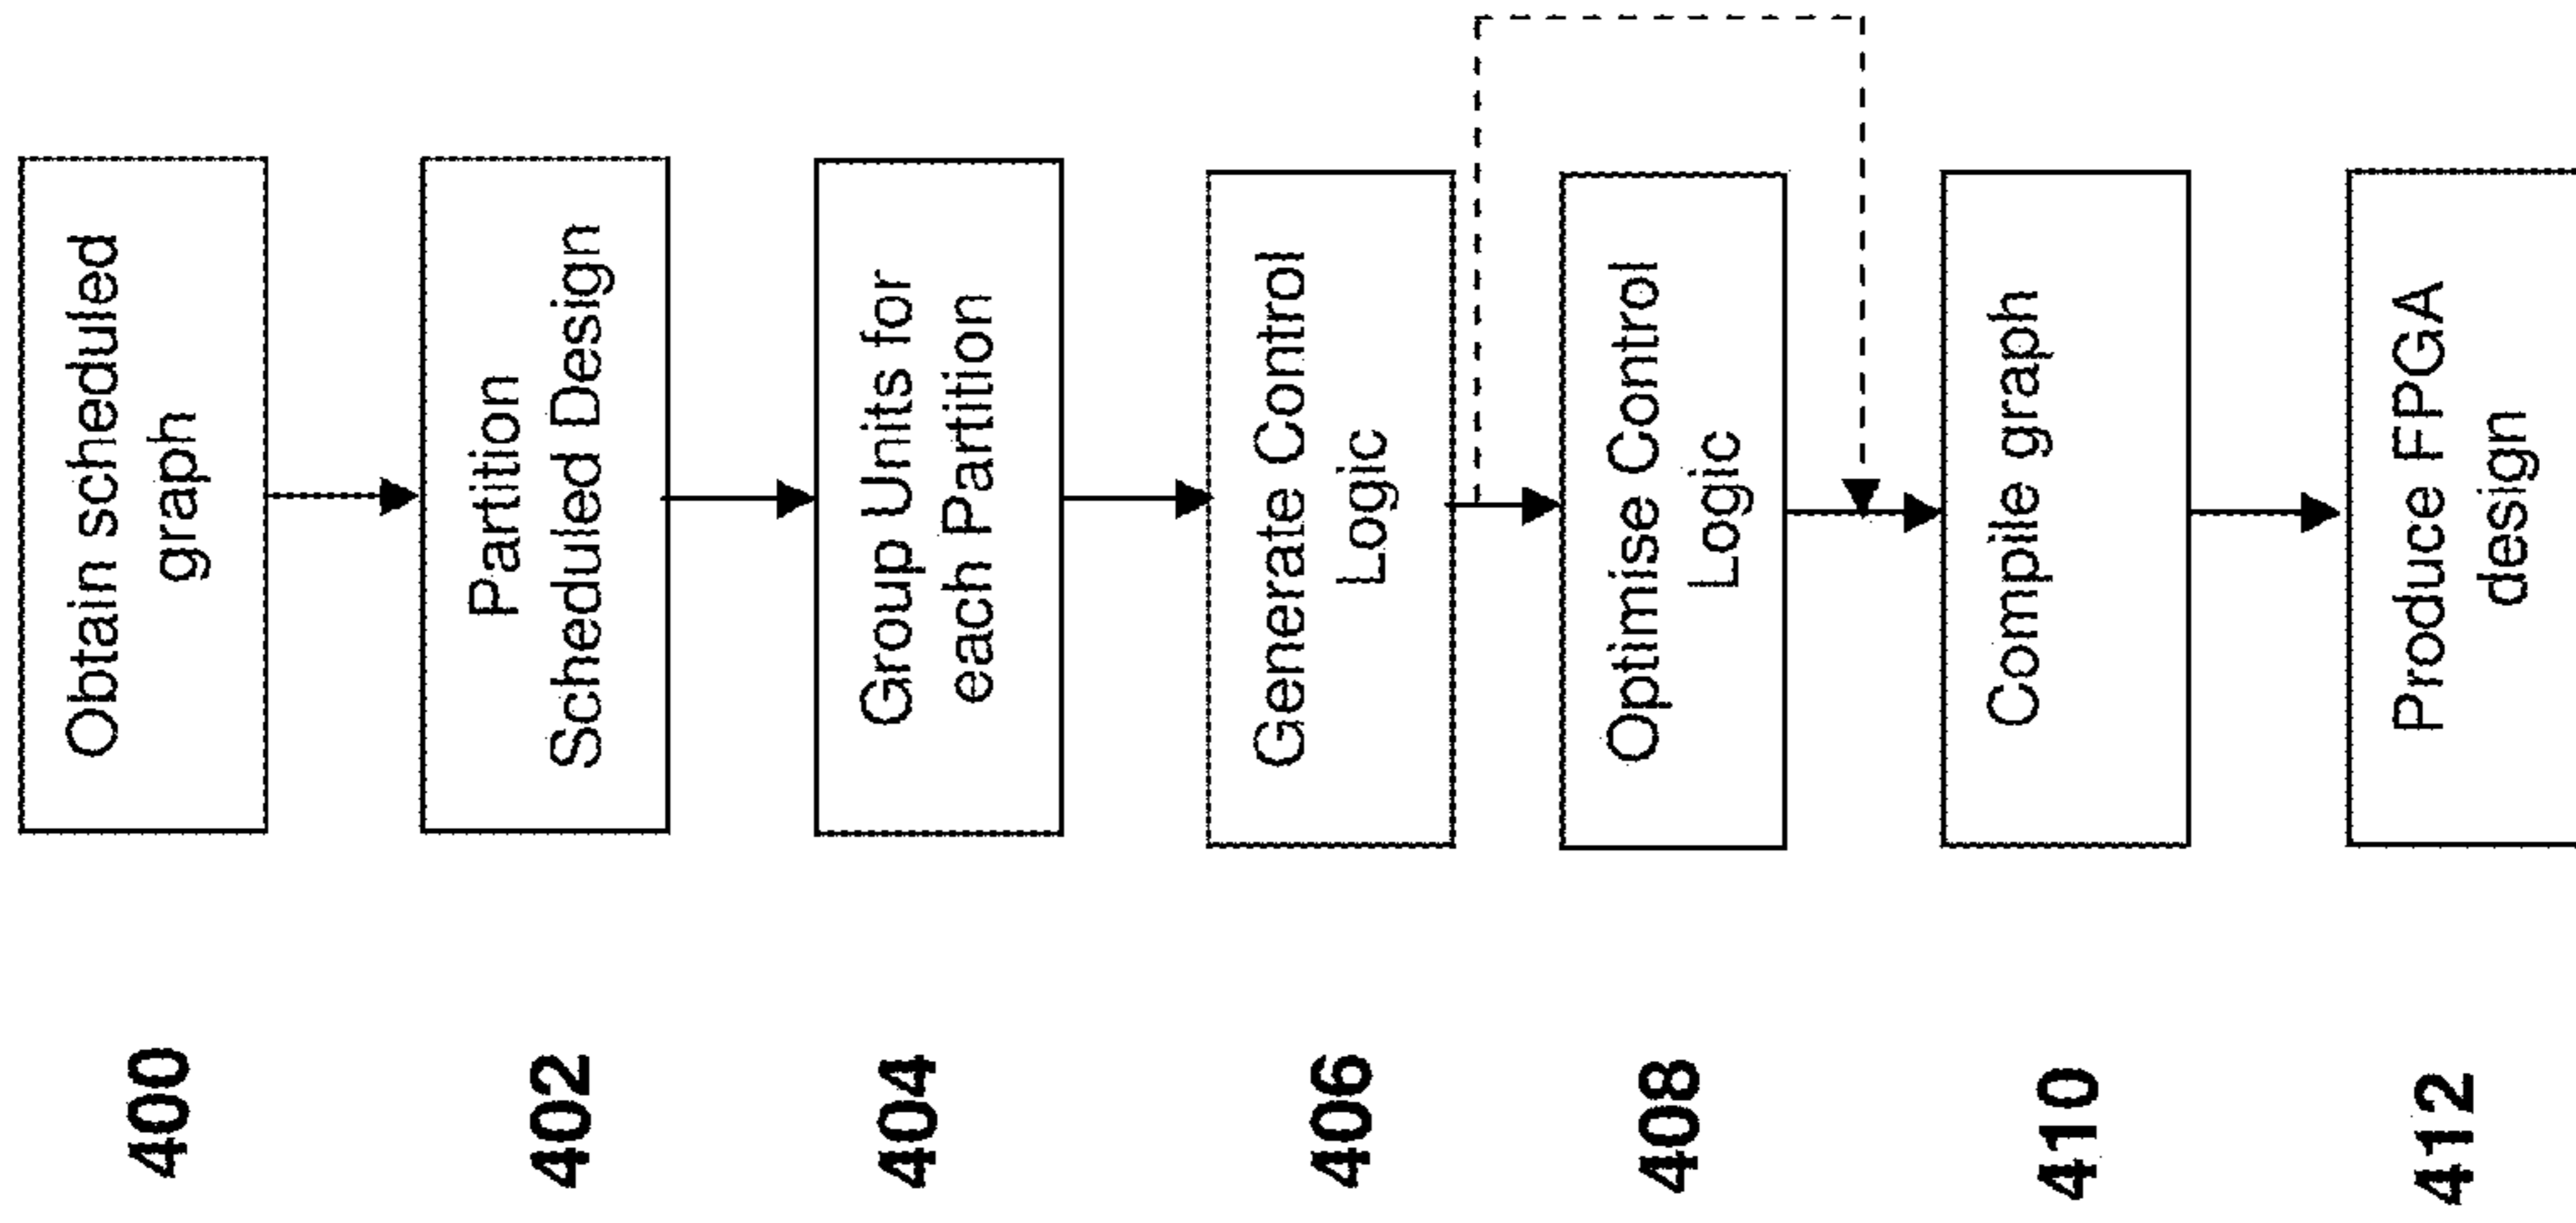 400
Obtain scheduled
graph
402
Partition
Scheduled Design
404
Group Units for
each Partition
406
Generate Control
Logic
408
Optimise Control
Logic
410
Compile graph
412
Produce FPGA
design